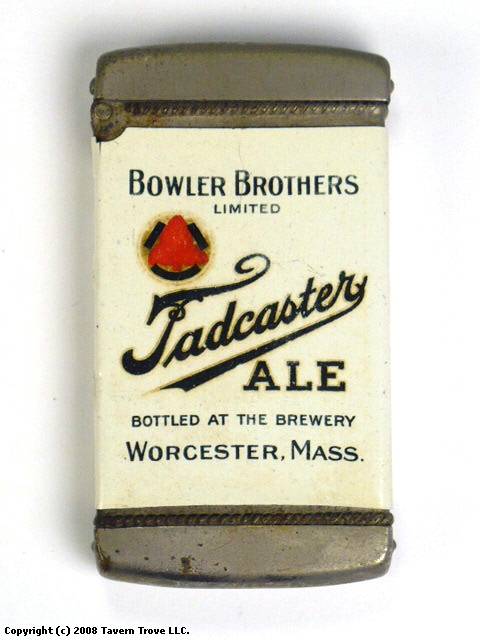 BOWLER BROTHERS
LIMITED
Tadcaster
ALE
BOTTLED AT THE BREWERY
WORCESTER, MASS.
Copyright (c) 2008 Tavern Trove LLC.